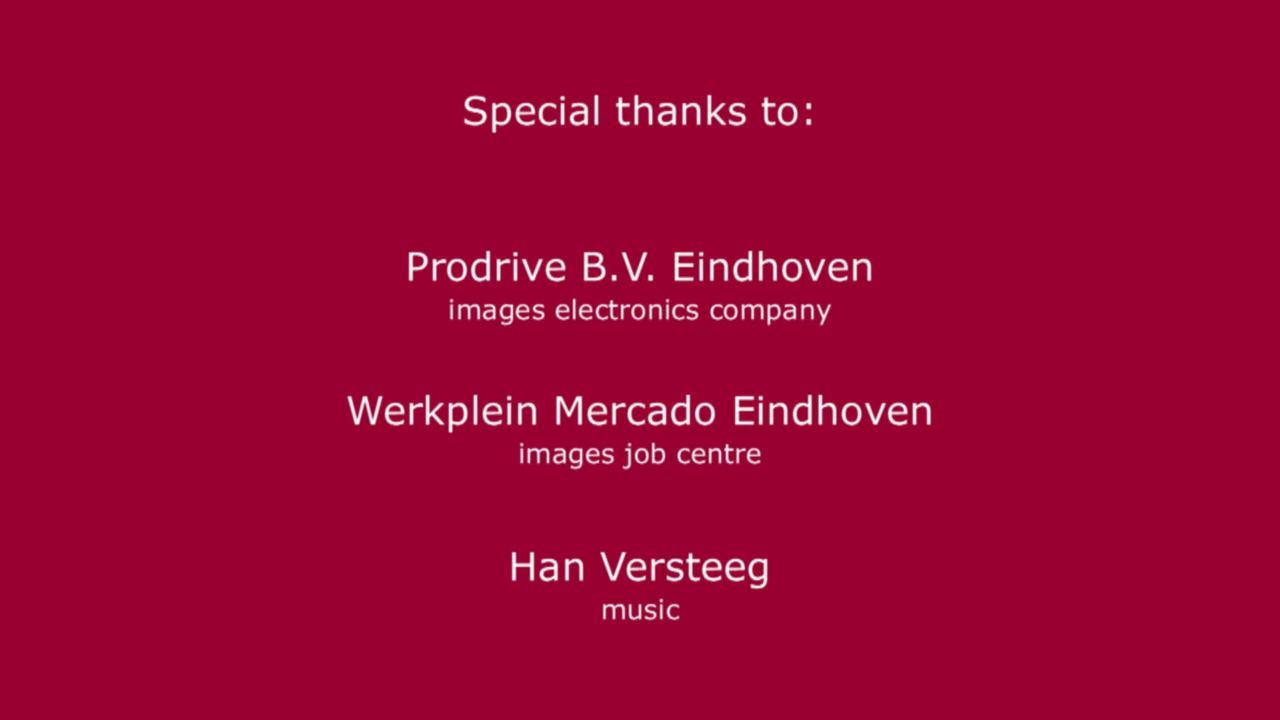 Special thanks to:
Prodrive B.V. Eindhoven
images electronics company
Werkplein Mercado Eindhoven
images job centre
Han Versteeg
music